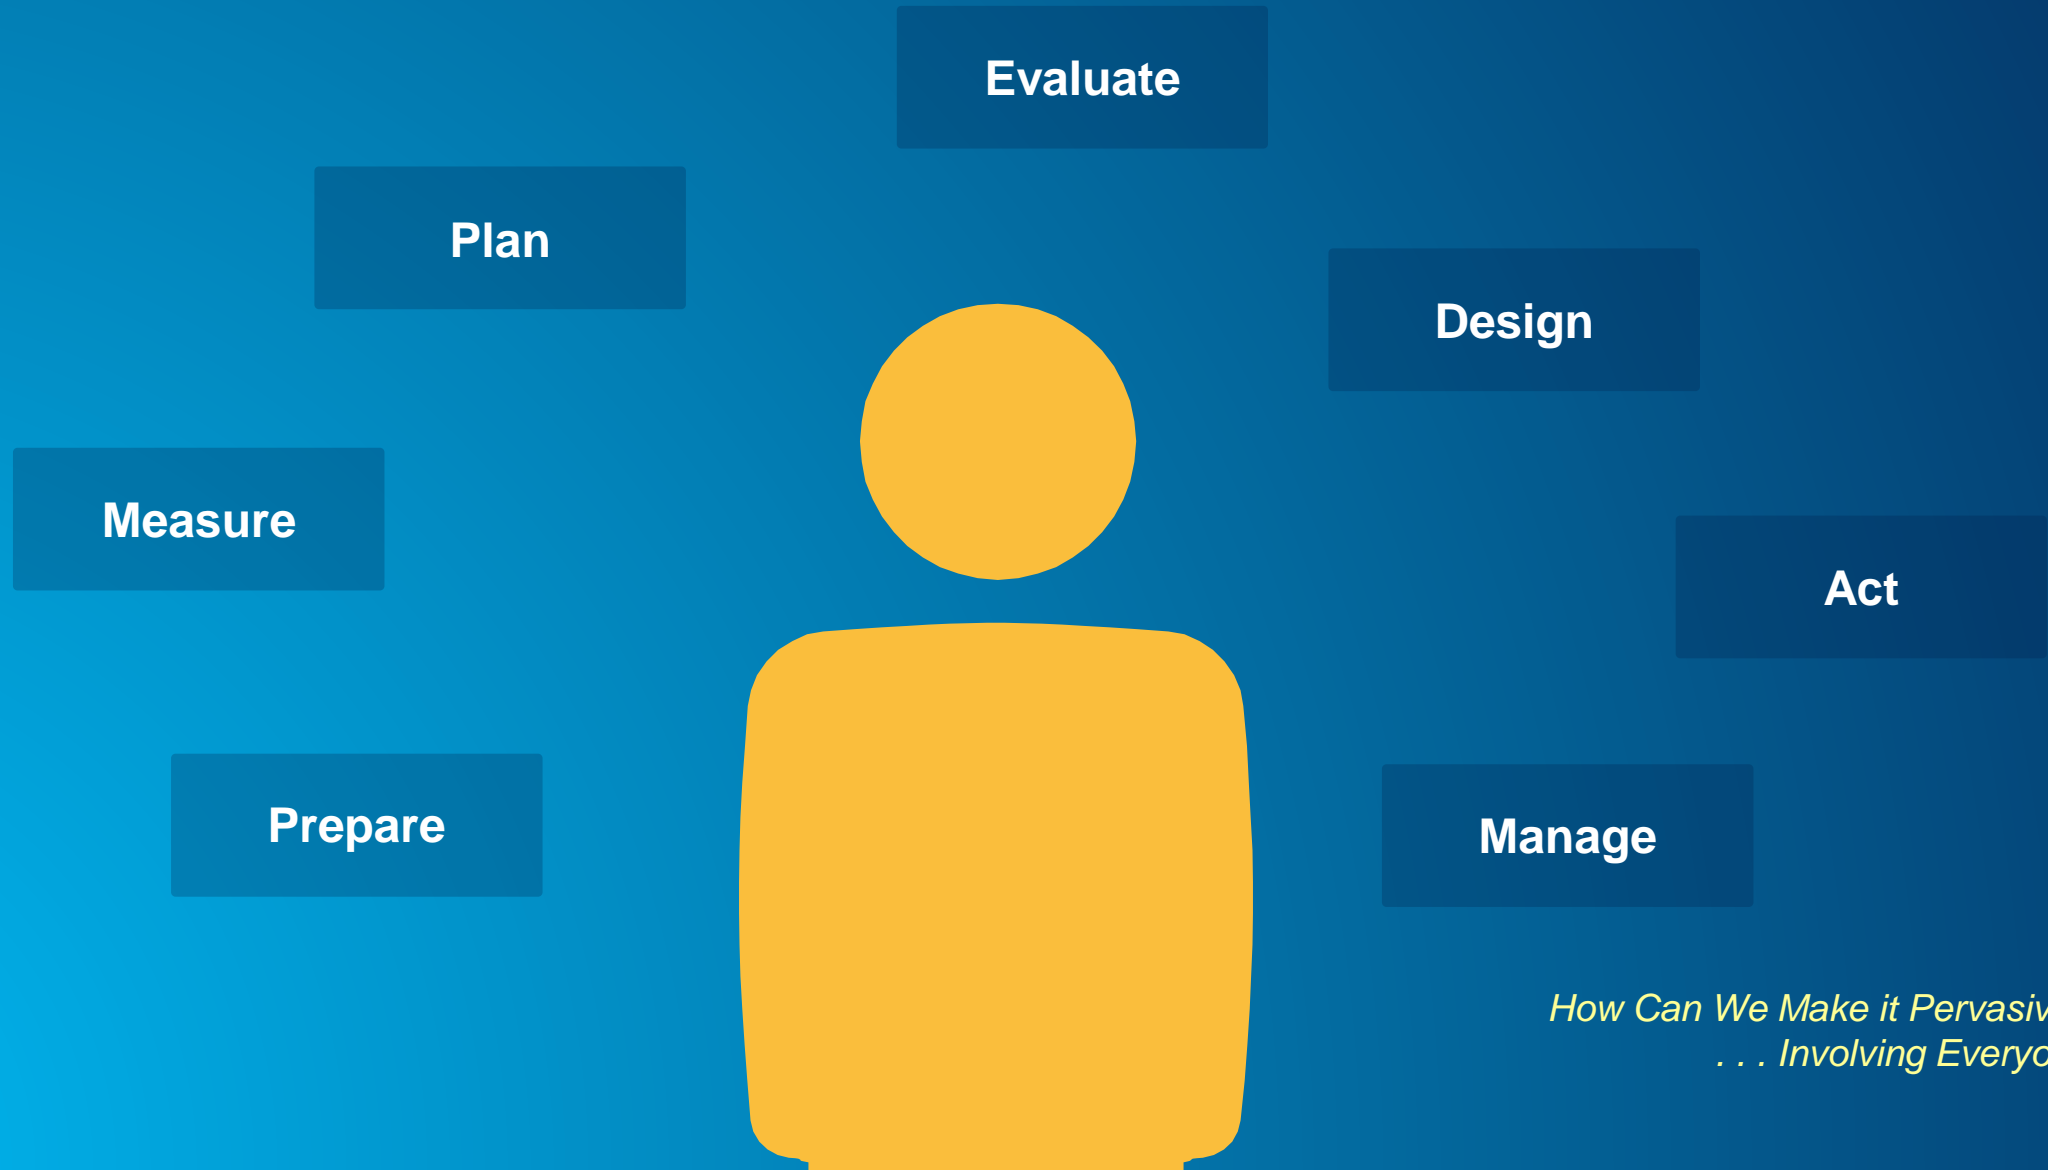 Evaluate
Plan
Design
Measure
Act
Prepare
Manage
How Can We Make it
. . . Involving